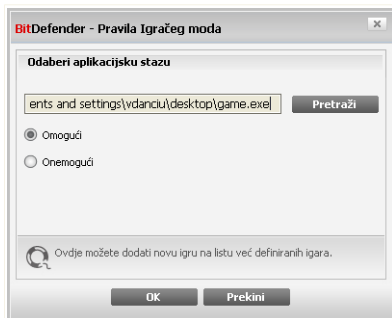 BitDefender - Pravila Igračeg moda
Odaberi aplikacijsku stazu
ents and settings\vdanciu\desktop\game.exe
Pretraži
Omogući
Onemogući
Ovdje možete dodati novu igru na listu već definiranih igara.
OK
Prekini